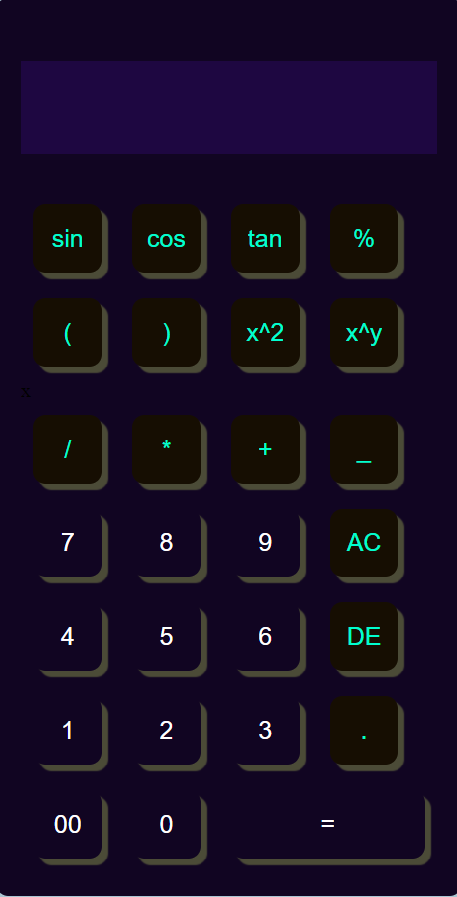 sin cos tan %
( ) x^2 x^y
x
/ * + _
7 8 9 AC
4 5 6 DE
1 2 3 .
00 0 =